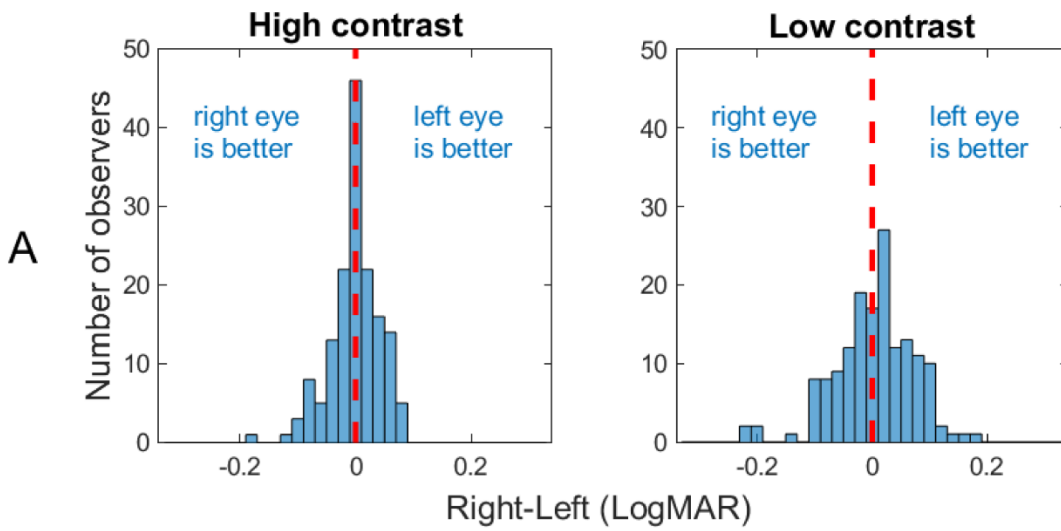 High contrast
Low contrast
A
Number of observers
50
40
30
20
10
0
right eye
is better
left eye
is better
-0.2
0
0.2
50
40
30
20
10
0
right eye
is better
left eye
is better
-0.2
0
0.2
Right-Left (LogMAR)